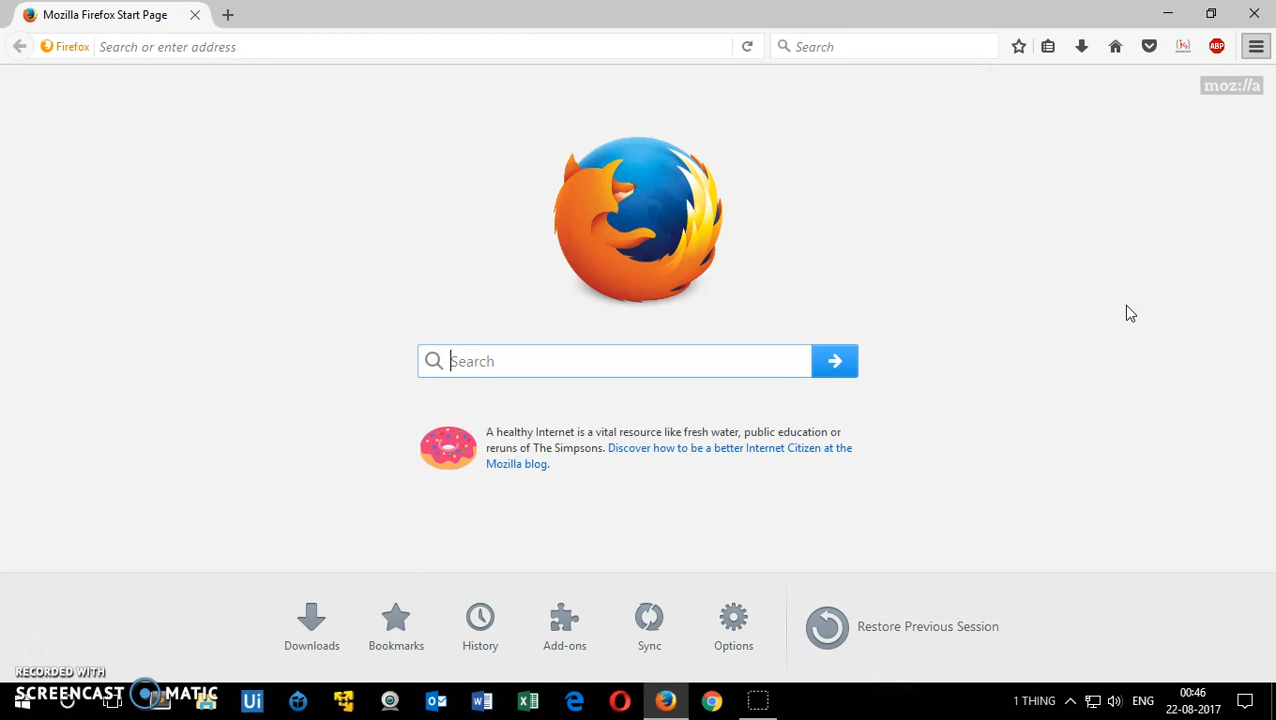 Mozilla Firefox Start Page
Firefox
Search or enter address
Search
ABP
moz://a
Search
A healthy Internet is a vital resource like fresh water, public education or
reruns of The Simpsons. Discover how to be a better Internet Citizen at the
Mozilla blog.
Downloads
Bookmarks
History
Add-ons
Sync
Options
Restore Previous Session
RECORDED WITH
SCREENCAST MATIC
Ui
1 THING
ENG
00:46
22-08-2017